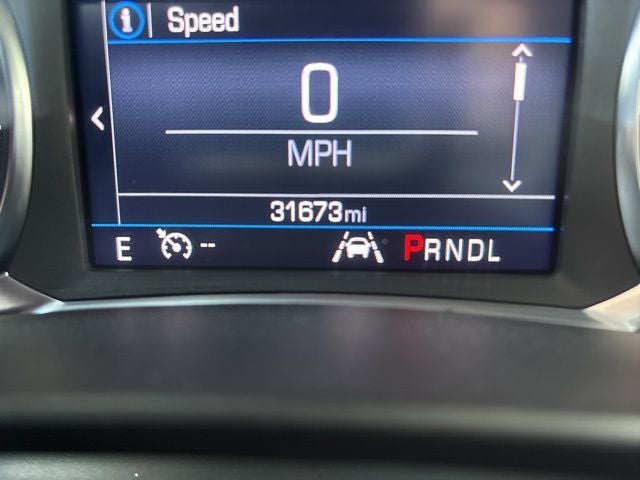 i Speed
0
MPH
31673mi
E -- PRNDL